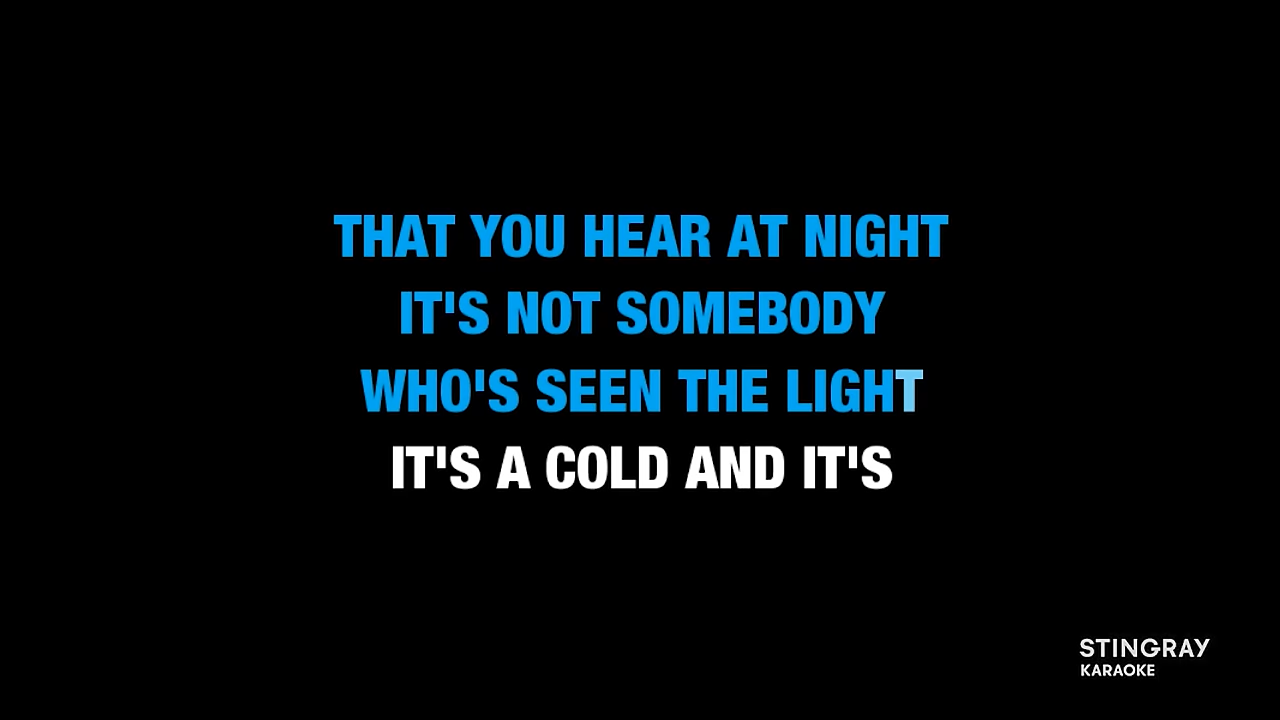 THAT YOU HEAR AT NIGHT
IT'S NOT SOMEBODY
WHO'S SEEN THE LIGHT
IT'S A COLD AND IT'S
STINGRAY
KARAOKE